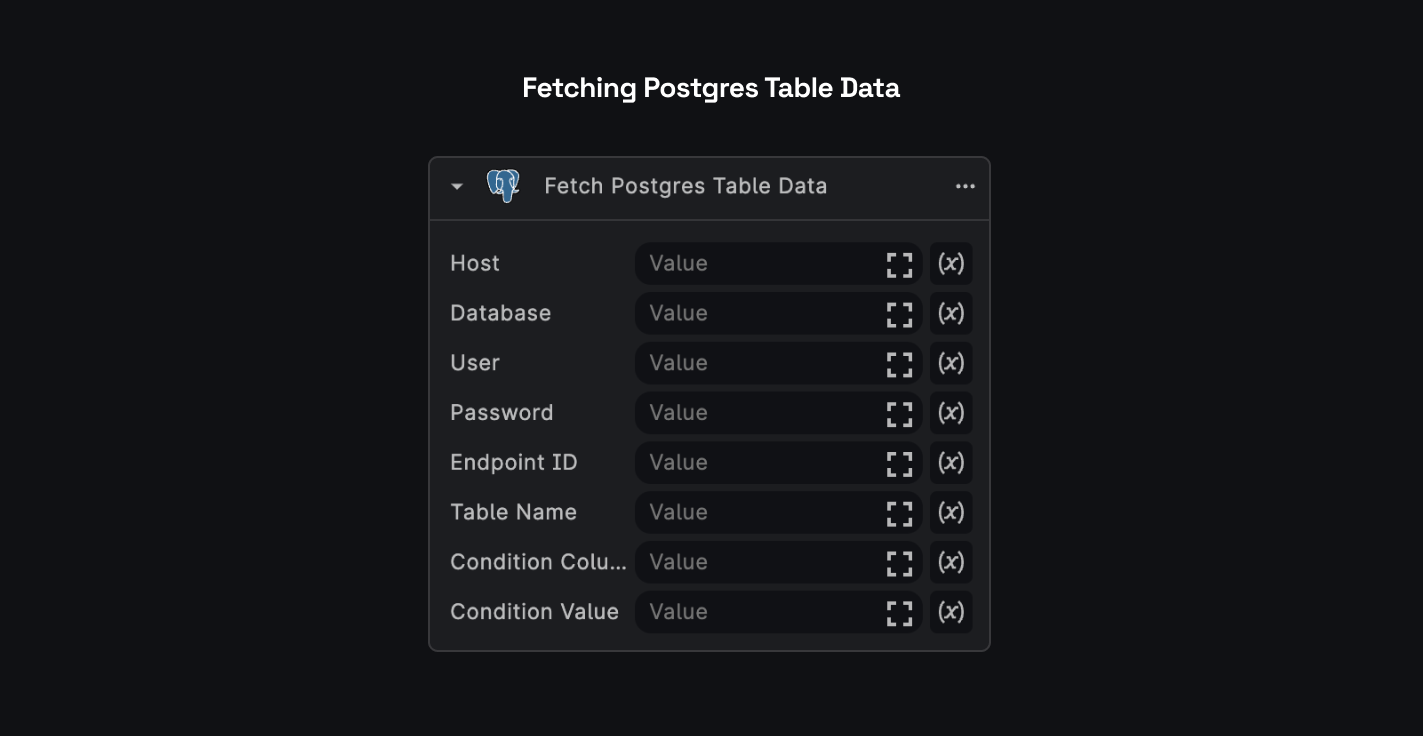 Fetching Postgres Table Data
Fetch Postgres Table Data ...
Host Value (x)
Database Value (x)
User Value (x)
Password Value (x)
Endpoint ID Value (x)
Table Name Value (x)
Condition Colu... Value (x)
Condition Value Value (x)